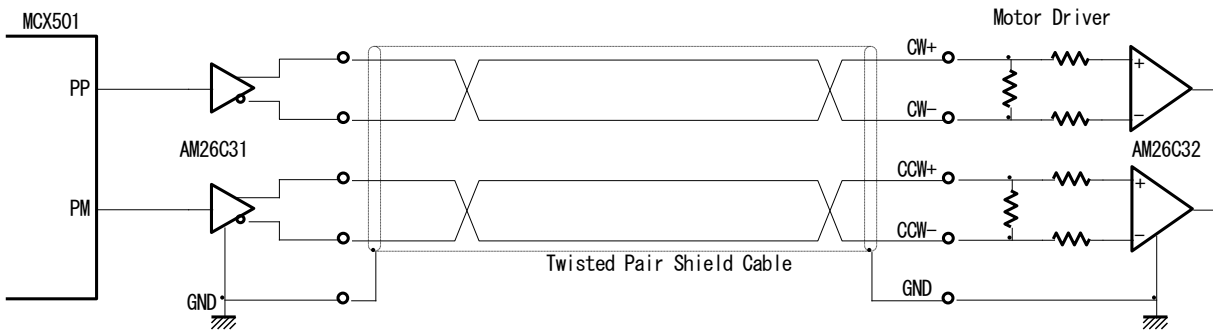 MCX501
Motor Driver
CW+
PP
+
CW-
−
AM26C31
AM26C32
CCW+
+
PM
CCW-
−
Twisted Pair Shield Cable
GND
GND